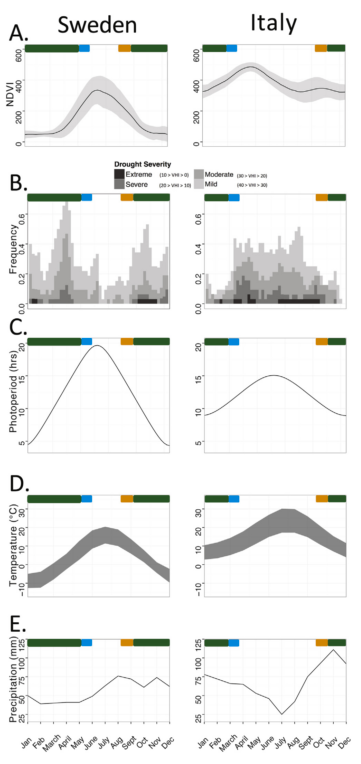 Sweden Italy
A.
NDVI
600
400
200
0
600
400
200
0
Drought Severity
Extreme (10 > VHI > 0) Moderate (30 > VHI > 20)
Severe (20 > VHI > 10) Mild (40 > VHI > 30)
B.
Frequency
0.6
0.4
0.2
0.0
0.6
0.4
0.2
0.0
C.
Photoperiod (hrs)
20
15
10
5
20
15
10
5
D.
Temperature (°C)
30
20
10
0
-10
30
20
10
0
-10
E.
Precipitation (mm)
125
100
75
50
25
125
100
75
50
25
Jan Feb March April May June July Aug Sept Oct Nov Dec
Jan Feb March April May June July Aug Sept Oct Nov Dec